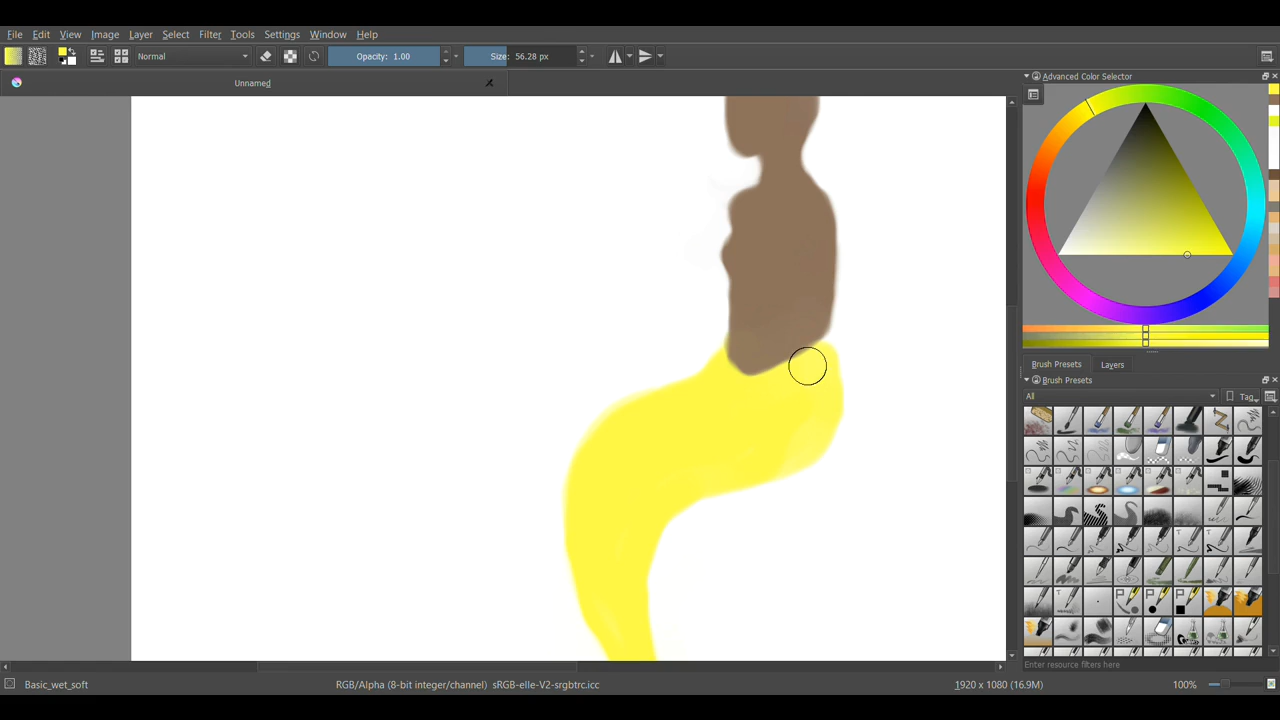 File Edit View Image Layer Select Filter Tools Settings Window Help
Normal Opacity: 1.00 Size: 56.28 px
Unnamed
Advanced Color Selector
Brush Presets Layers
Brush Presets
All Tag
Enter resource filters here
Basic_wet_soft RGB/Alpha (8-bit integer/channel) sRGB-elle-V2-srgbtrc.icc 1920 x 1080 (16.9M) 100%